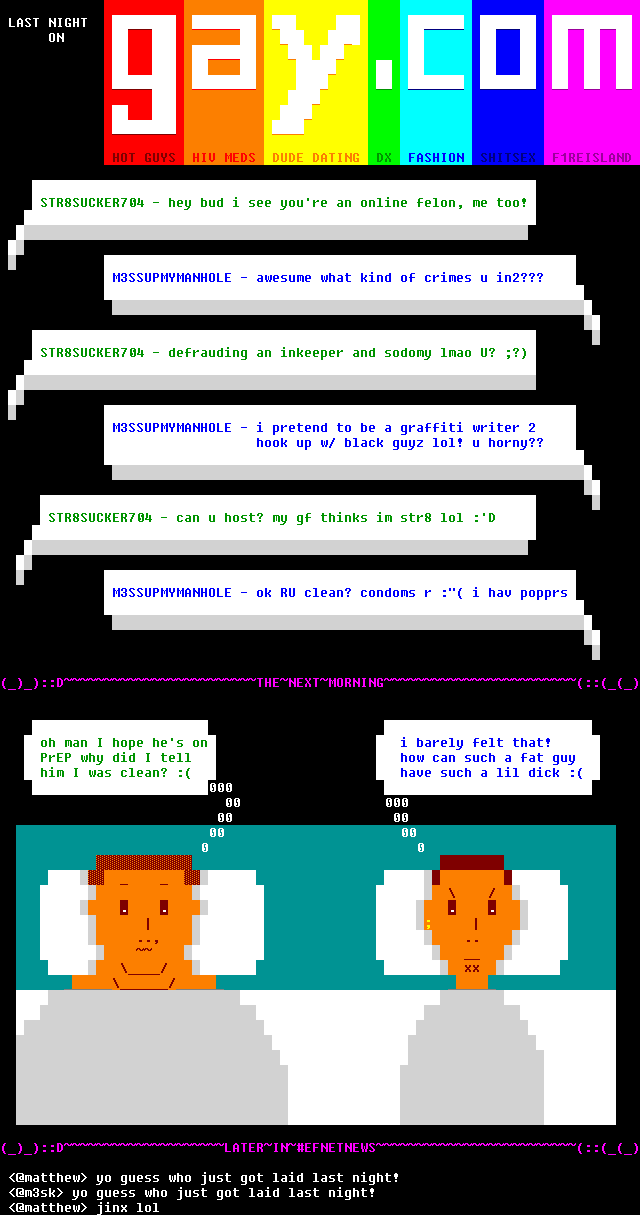 LAST NIGHT
ON
gay.com
HOT GUYS HIV MEDS DUDE DATING DX FASHION SHITSEX F1REISLAND
STR8SUCKER704 - hey bud i see you're an online felon, me too!
M3SSUPMYMANHOLE - awesume what kind of crimes u in2???
STR8SUCKER704 - defrauding an inkeeper and sodomy lmao U? ;?)
M3SSUPMYMANHOLE - i pretend to be a graffiti writer 2
hook up w/ black guyz lol! u horny??
STR8SUCKER704 - can u host? my gf thinks im str8 lol :'D
M3SSUPMYMANHOLE - ok RU clean? condoms r :"( i hav popprs
(_)_)::D~~~~~~~~~~~~~~~~~~~~~~~~THE~NEXT~MORNING~~~~~~~~~~~~~~~~~~~~~~~~(::(_(_)
oh man I hope he's on
PrEP why did I tell
him I was clean? :(
i barely felt that!
how can such a fat guy
have such a lil dick :(
(_)_)::D~~~~~~~~~~~~~~~~~~~~LATER~IN~#EFNETNEWS~~~~~~~~~~~~~~~~~~~~~~~~~(::(_(_)
<@matthew> yo guess who just got laid last night!
<@m3sk> yo guess who just got laid last night!
<@matthew> jinx lol